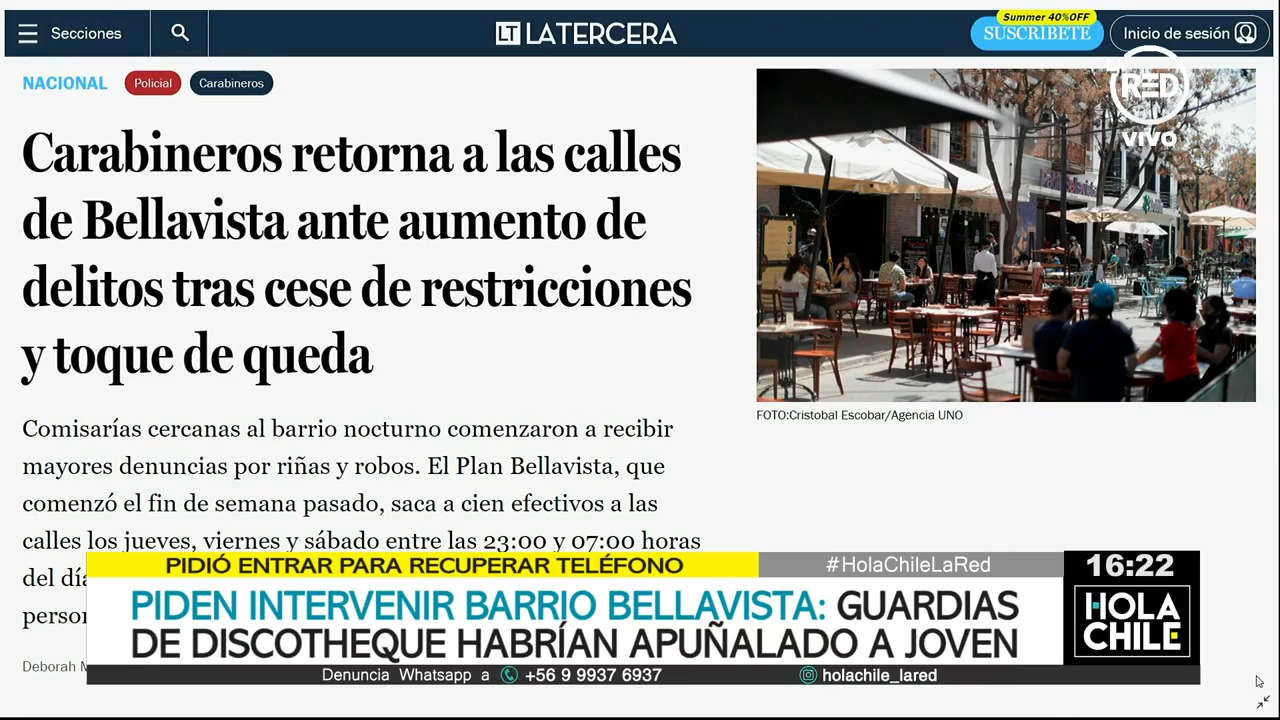 Secciones
LT LATERCERA
Summer 40%OFF
SUSCRÍBETE
Inicio de sesión
NACIONAL
Policial
Carabineros
RED
VIVO
Carabineros retorna a las calles
de Bellavista ante aumento de
delitos tras cese de restricciones
y toque de queda
FOTO:Cristobal Escobar/Agencia UNO
Comisarías cercanas al barrio nocturno comenzaron a recibir
mayores denuncias por riñas y robos. El Plan Bellavista, que
comenzó el fin de semana pasado, saca a cien efectivos a las
calles los jueves, viernes y sábado entre las 23:00 y 07:00 horas
del
Deborah
PIDIÓ ENTRAR PARA RECUPERAR TELÉFONO
#HolaChileLaRed
16:22
PIDEN INTERVENIR BARRIO BELLAVISTA: GUARDIAS
DE DISCOTHEQUE HABRÍAN APUÑALADO A JOVEN
HOLA
CHILE
Denuncia Whatsapp a +56 9 9937 6937
holachile_lared